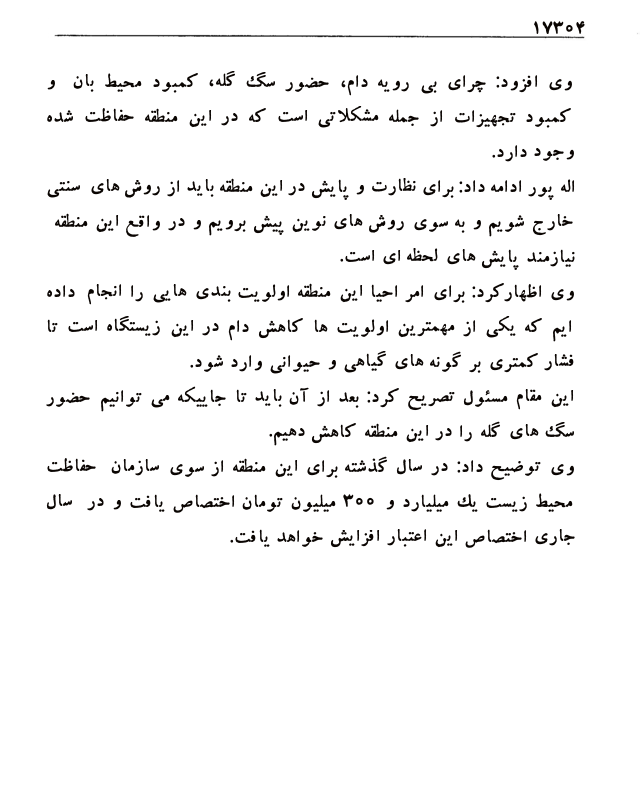 ۱۷۳۰۴
وی افزود: چرای بی رویه دام، حضور سگ گله، کمبود محیط بان و
کمبود تجهیزات از جمله مشکلاتی است که در این منطقه حفاظت شده
وجود دارد.
اله پور ادامه داد: برای نظارت و پایش در این منطقه باید از روش های سنتی
خارج شویم و به سوی روش های نوین پیش برویم و در واقع این منطقه
نیازمند پایش های لحظه ای است.
وی اظهارکرد: برای امر احیا این منطقه اولویت بندی هایی را انجام داده
ایم که یکی از مهمترین اولویت ها کاهش دام در این زیستگاه است تا
فشار کمتری بر گونه های گیاهی و حیوانی وارد شود.
این مقام مسئول تصریح کرد: بعد از آن باید تا جاییکه می توانیم حضور
سگ های گله را در این منطقه کاهش دهیم.
وی توضیح داد: در سال گذشته برای این منطقه از سوی سازمان حفاظت
محیط زیست یك میلیارد و ۳۰۰ میلیون تومان اختصاص یافت و در سال
جاری اختصاص این اعتبار افزایش خواهد یافت.